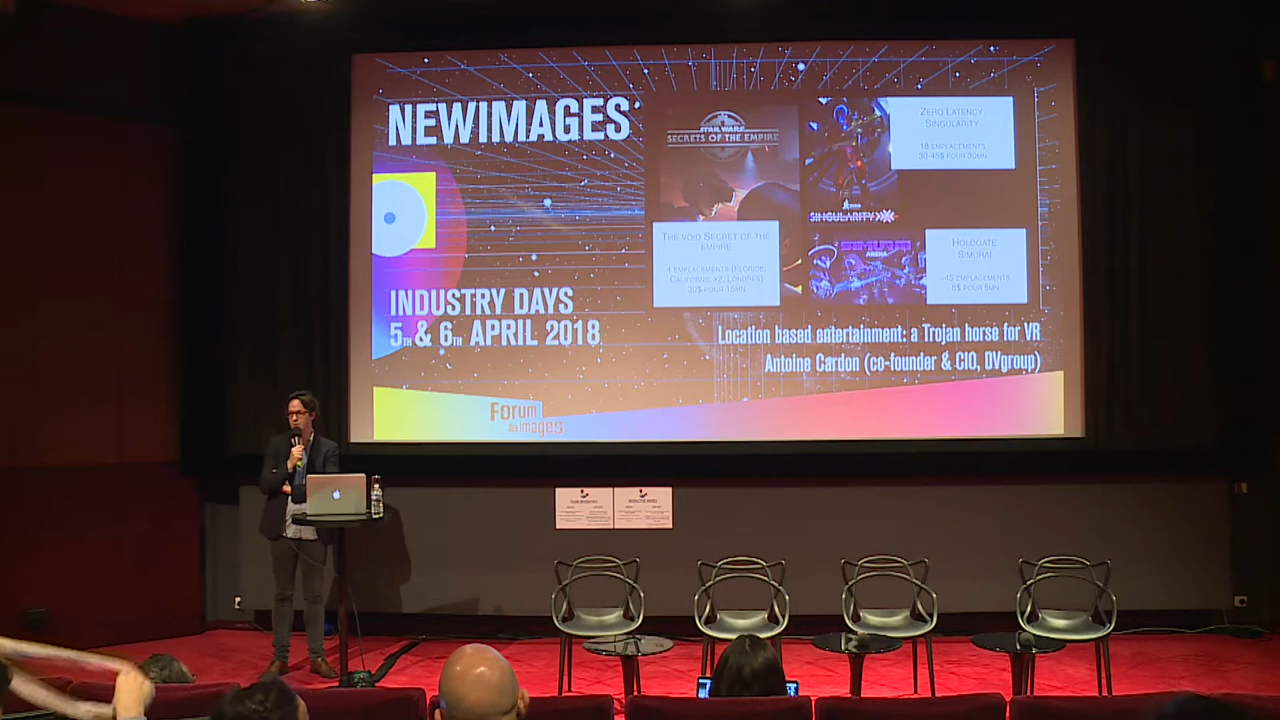 NEWIMAGES
INDUSTRY DAYS
5TH & 6TH APRIL 2018
STAR WARS
SECRETS OF THE EMPIRE
THE VOID SECRET OF THE
EMPIRE
4 EMPLACEMENTS (FLORIDE,
CALIFORNIE X2, LONDRES)
30$ POUR 15MN
ZERO LATENCY
SINGULARITY
18 EMPLACEMENTS
30-45$ POUR 30MN
SINGULARITY
SIMURAI
ARENA
HOLOGATE
SIMURAI
~45 EMPLACEMENTS
8$ POUR 5MN
Location based entertainment: a Trojan horse for VR
Antoine Cardon (co-founder & CIO, DVgroup)
Forum
des images